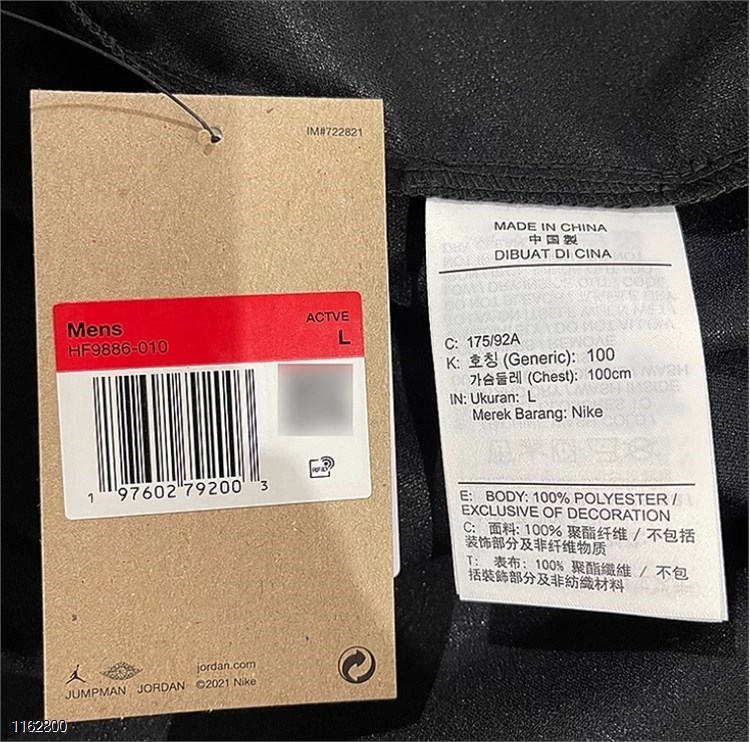 IM#722821
Mens
ACTVE
HF9886-010
L
1 97602 79200 3
JUMPMAN
JORDAN
jordan.com
©2021 Nike
MADE IN CHINA
中国製
DIBUAT DI CINA
C: 175/92A
K: 호칭 (Generic): 100
가슴둘레 (Chest): 100cm
IN: Ukuran: L
Merek Barang: Nike
E: BODY: 100% POLYESTER /
EXCLUSIVE OF DECORATION
C: 面料: 100% 聚酯纤维 / 不包括
装饰部分及非纤维物质
T: 表布: 100% 聚酯纖維 / 不包
括裝飾部分及非紡織材料
1162800